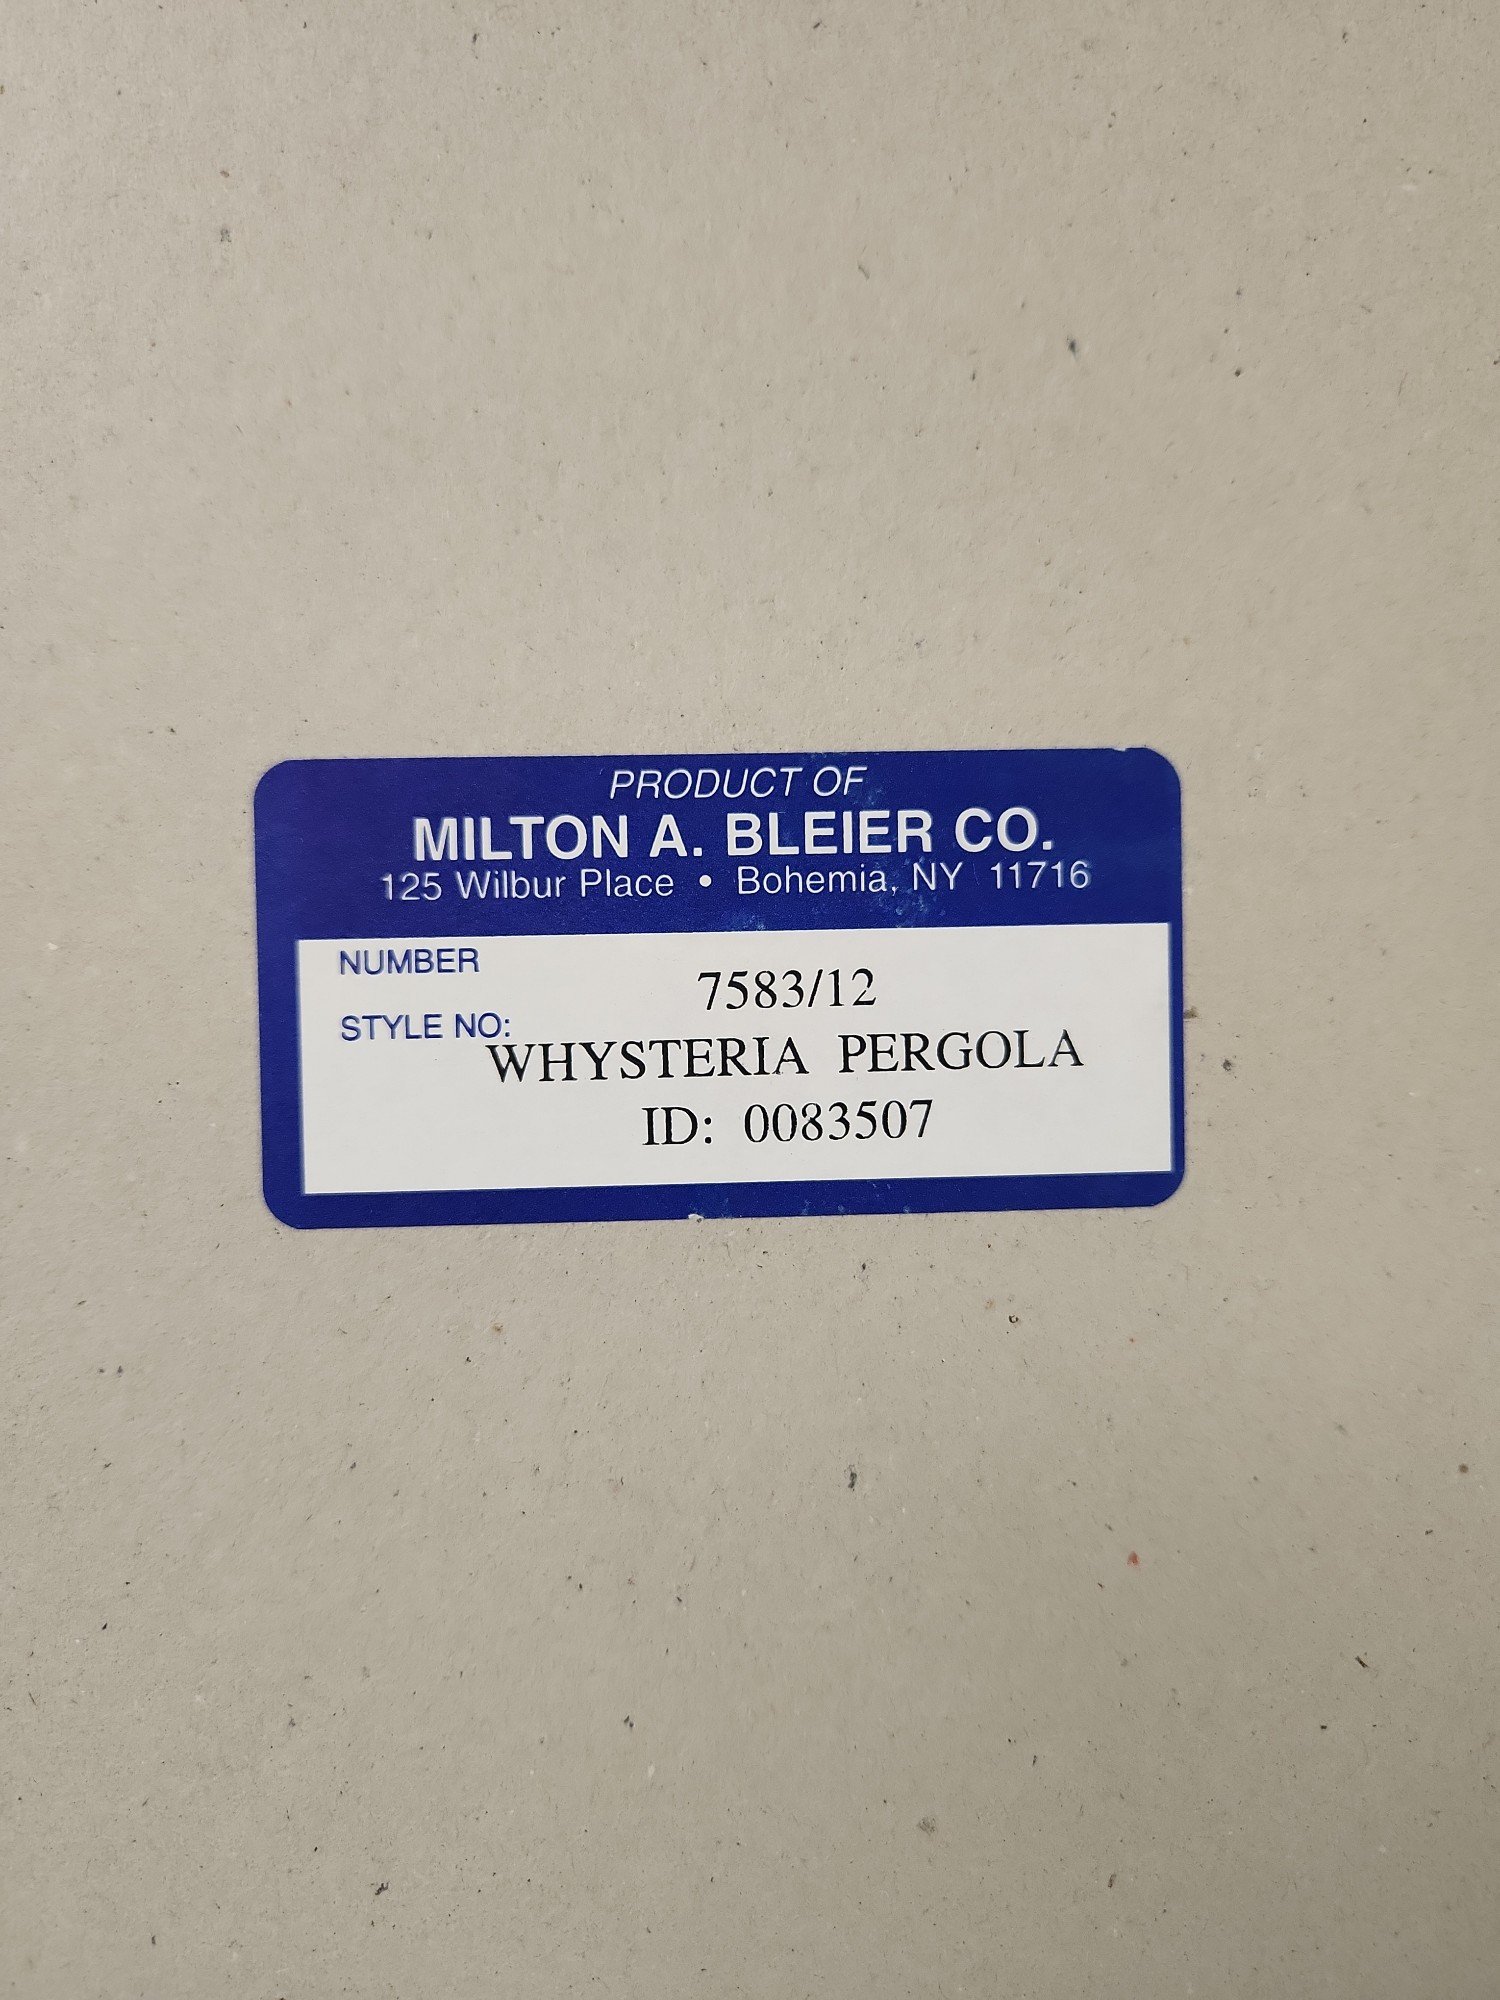 PRODUCT OF
MILTON A. BLEIER CO.
125 Wilbur Place • Bohemia, NY 11716
NUMBER
7583/12
STYLE NO:
WHYSTERIA PERGOLA
ID: 0083507